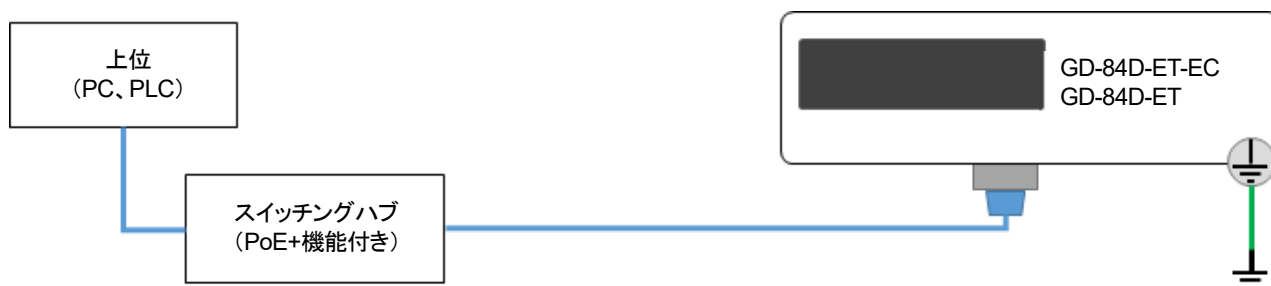 上位
（PC、PLC）
スイッチングハブ
（PoE+機能付き）
GD-84D-ET-EC
GD-84D-ET